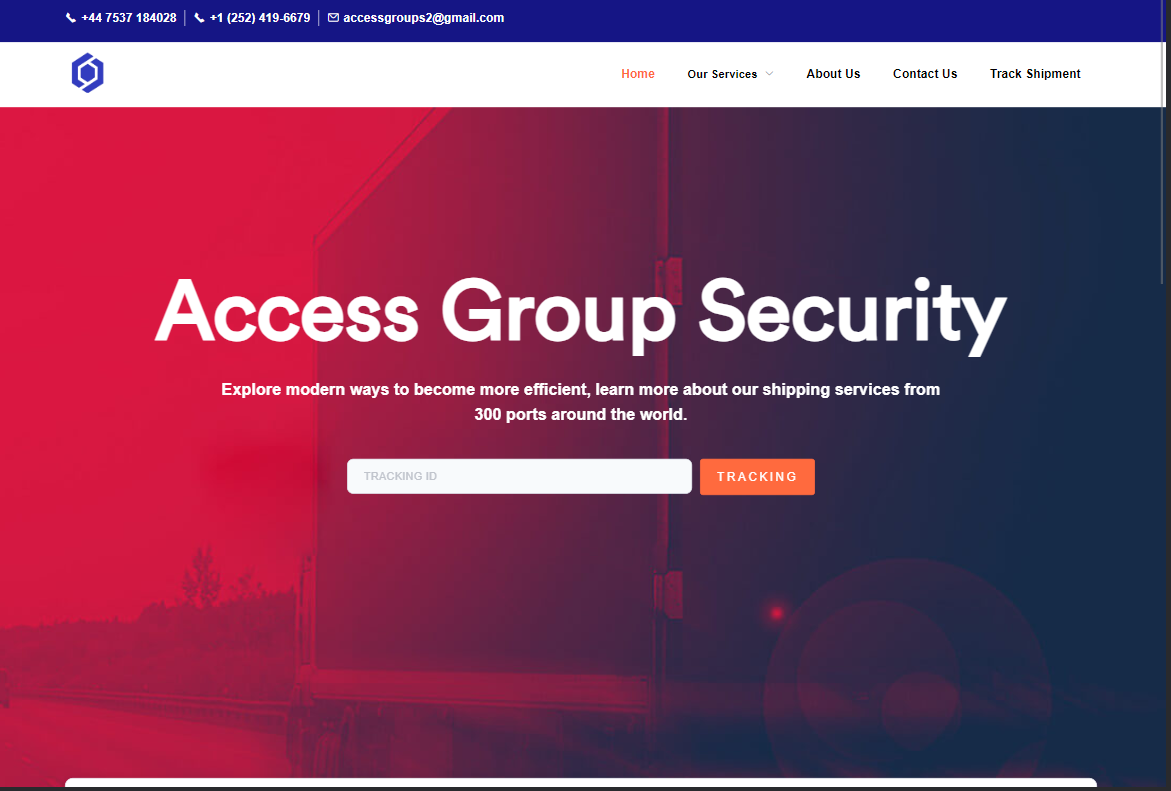 +44 7537 184028 +1 (252) 419-6679 accessgroups2@gmail.com
Home Our Services About Us Contact Us Track Shipment
Access Group Security
Explore modern ways to become more efficient, learn more about our shipping services from
300 ports around the world.
TRACKING ID TRACKING